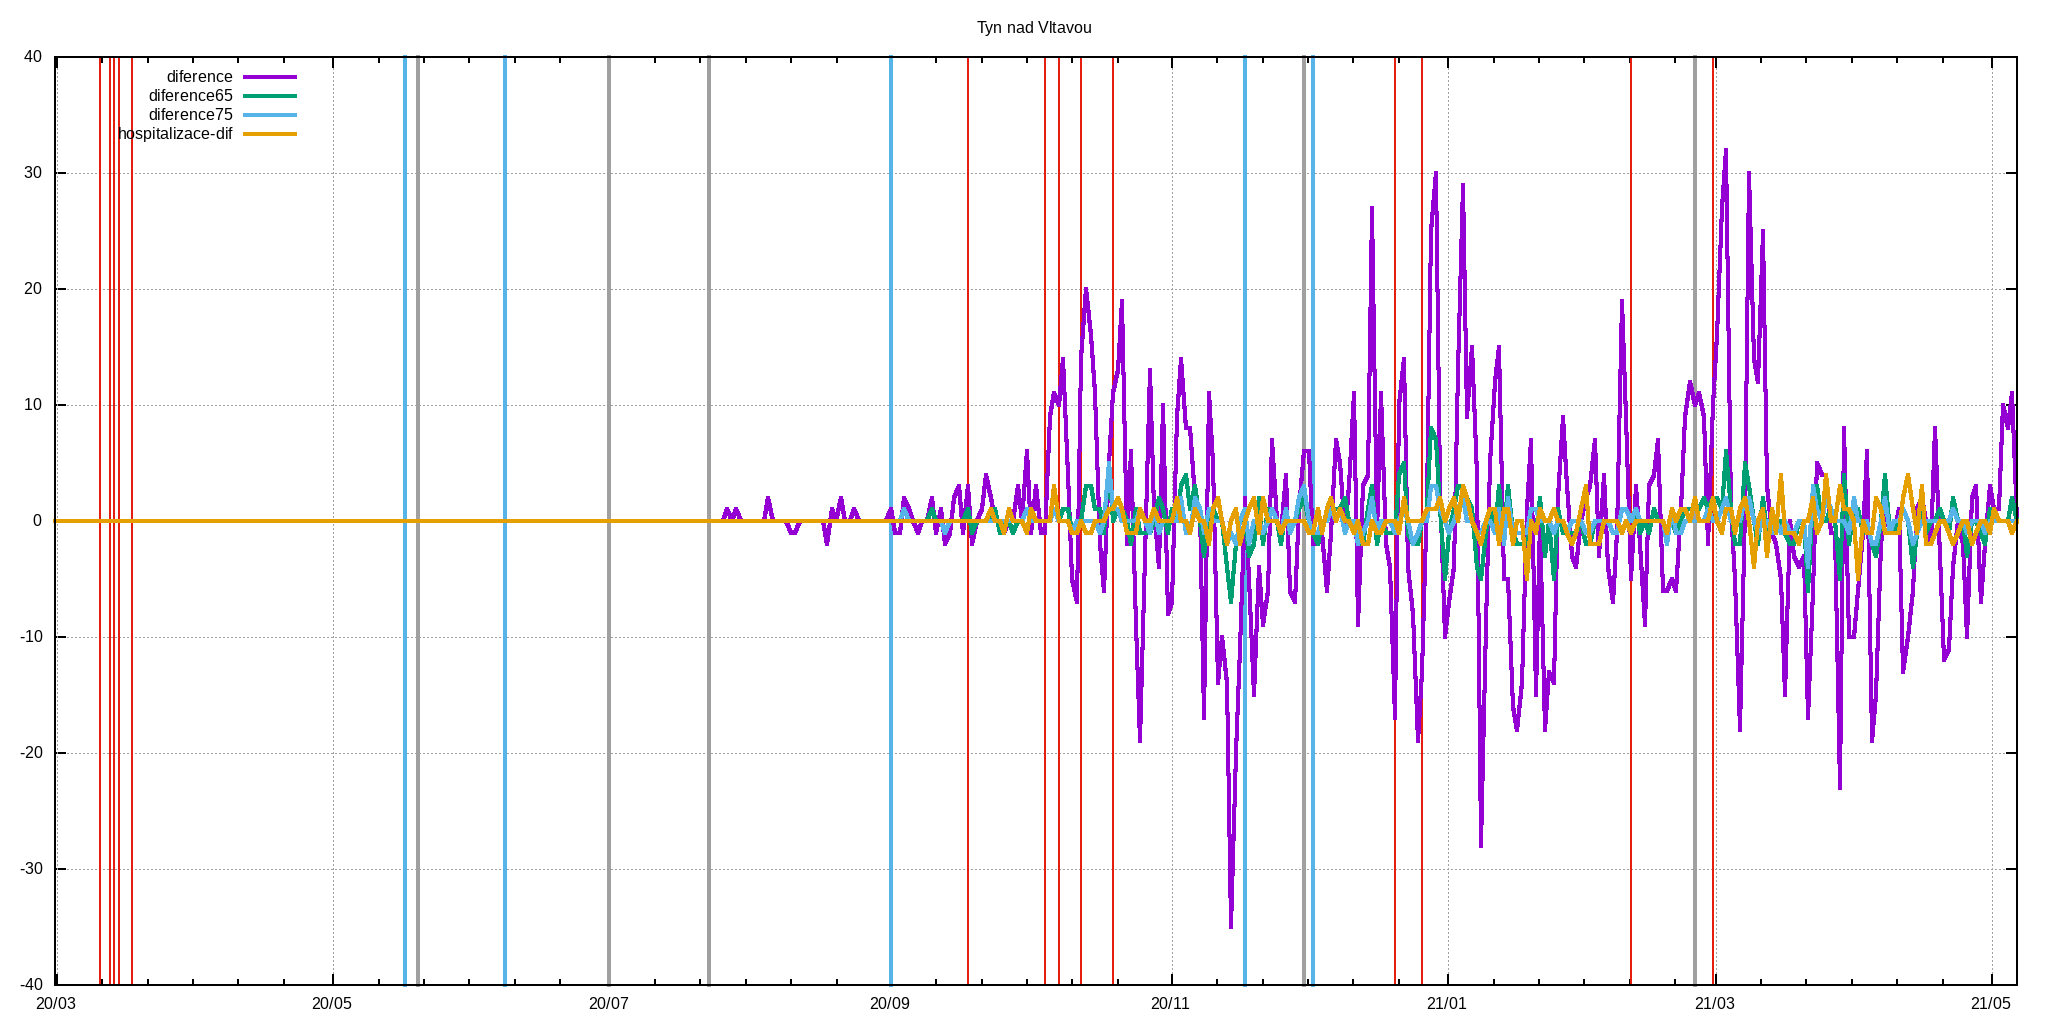 Tyn nad Vltavou
40
diference
diference65
diference75
hospitalizace-dif
30
20
10
0
-10
-20
-30
-40
20/03 20/05 20/07 20/09 20/11 21/01 21/03 21/05